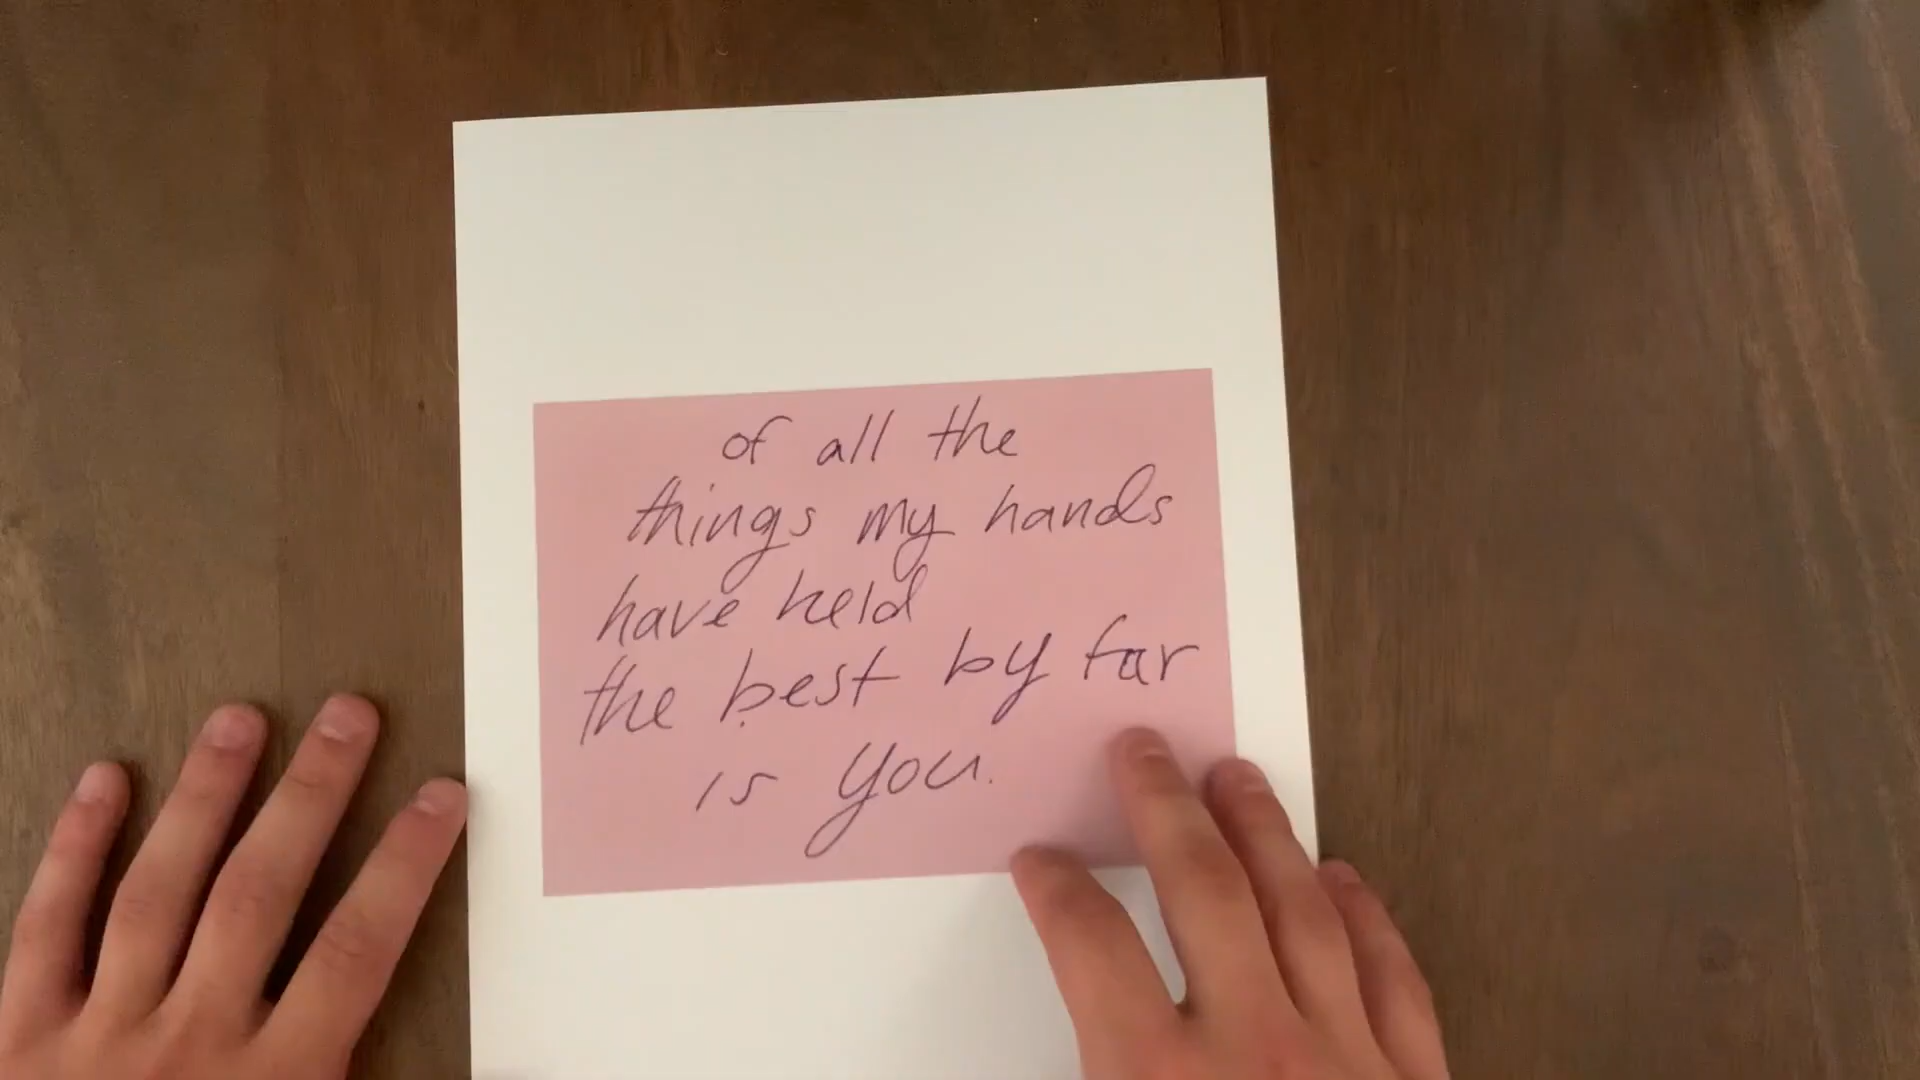 of all the
things my hands
have held
the best by far
is you.